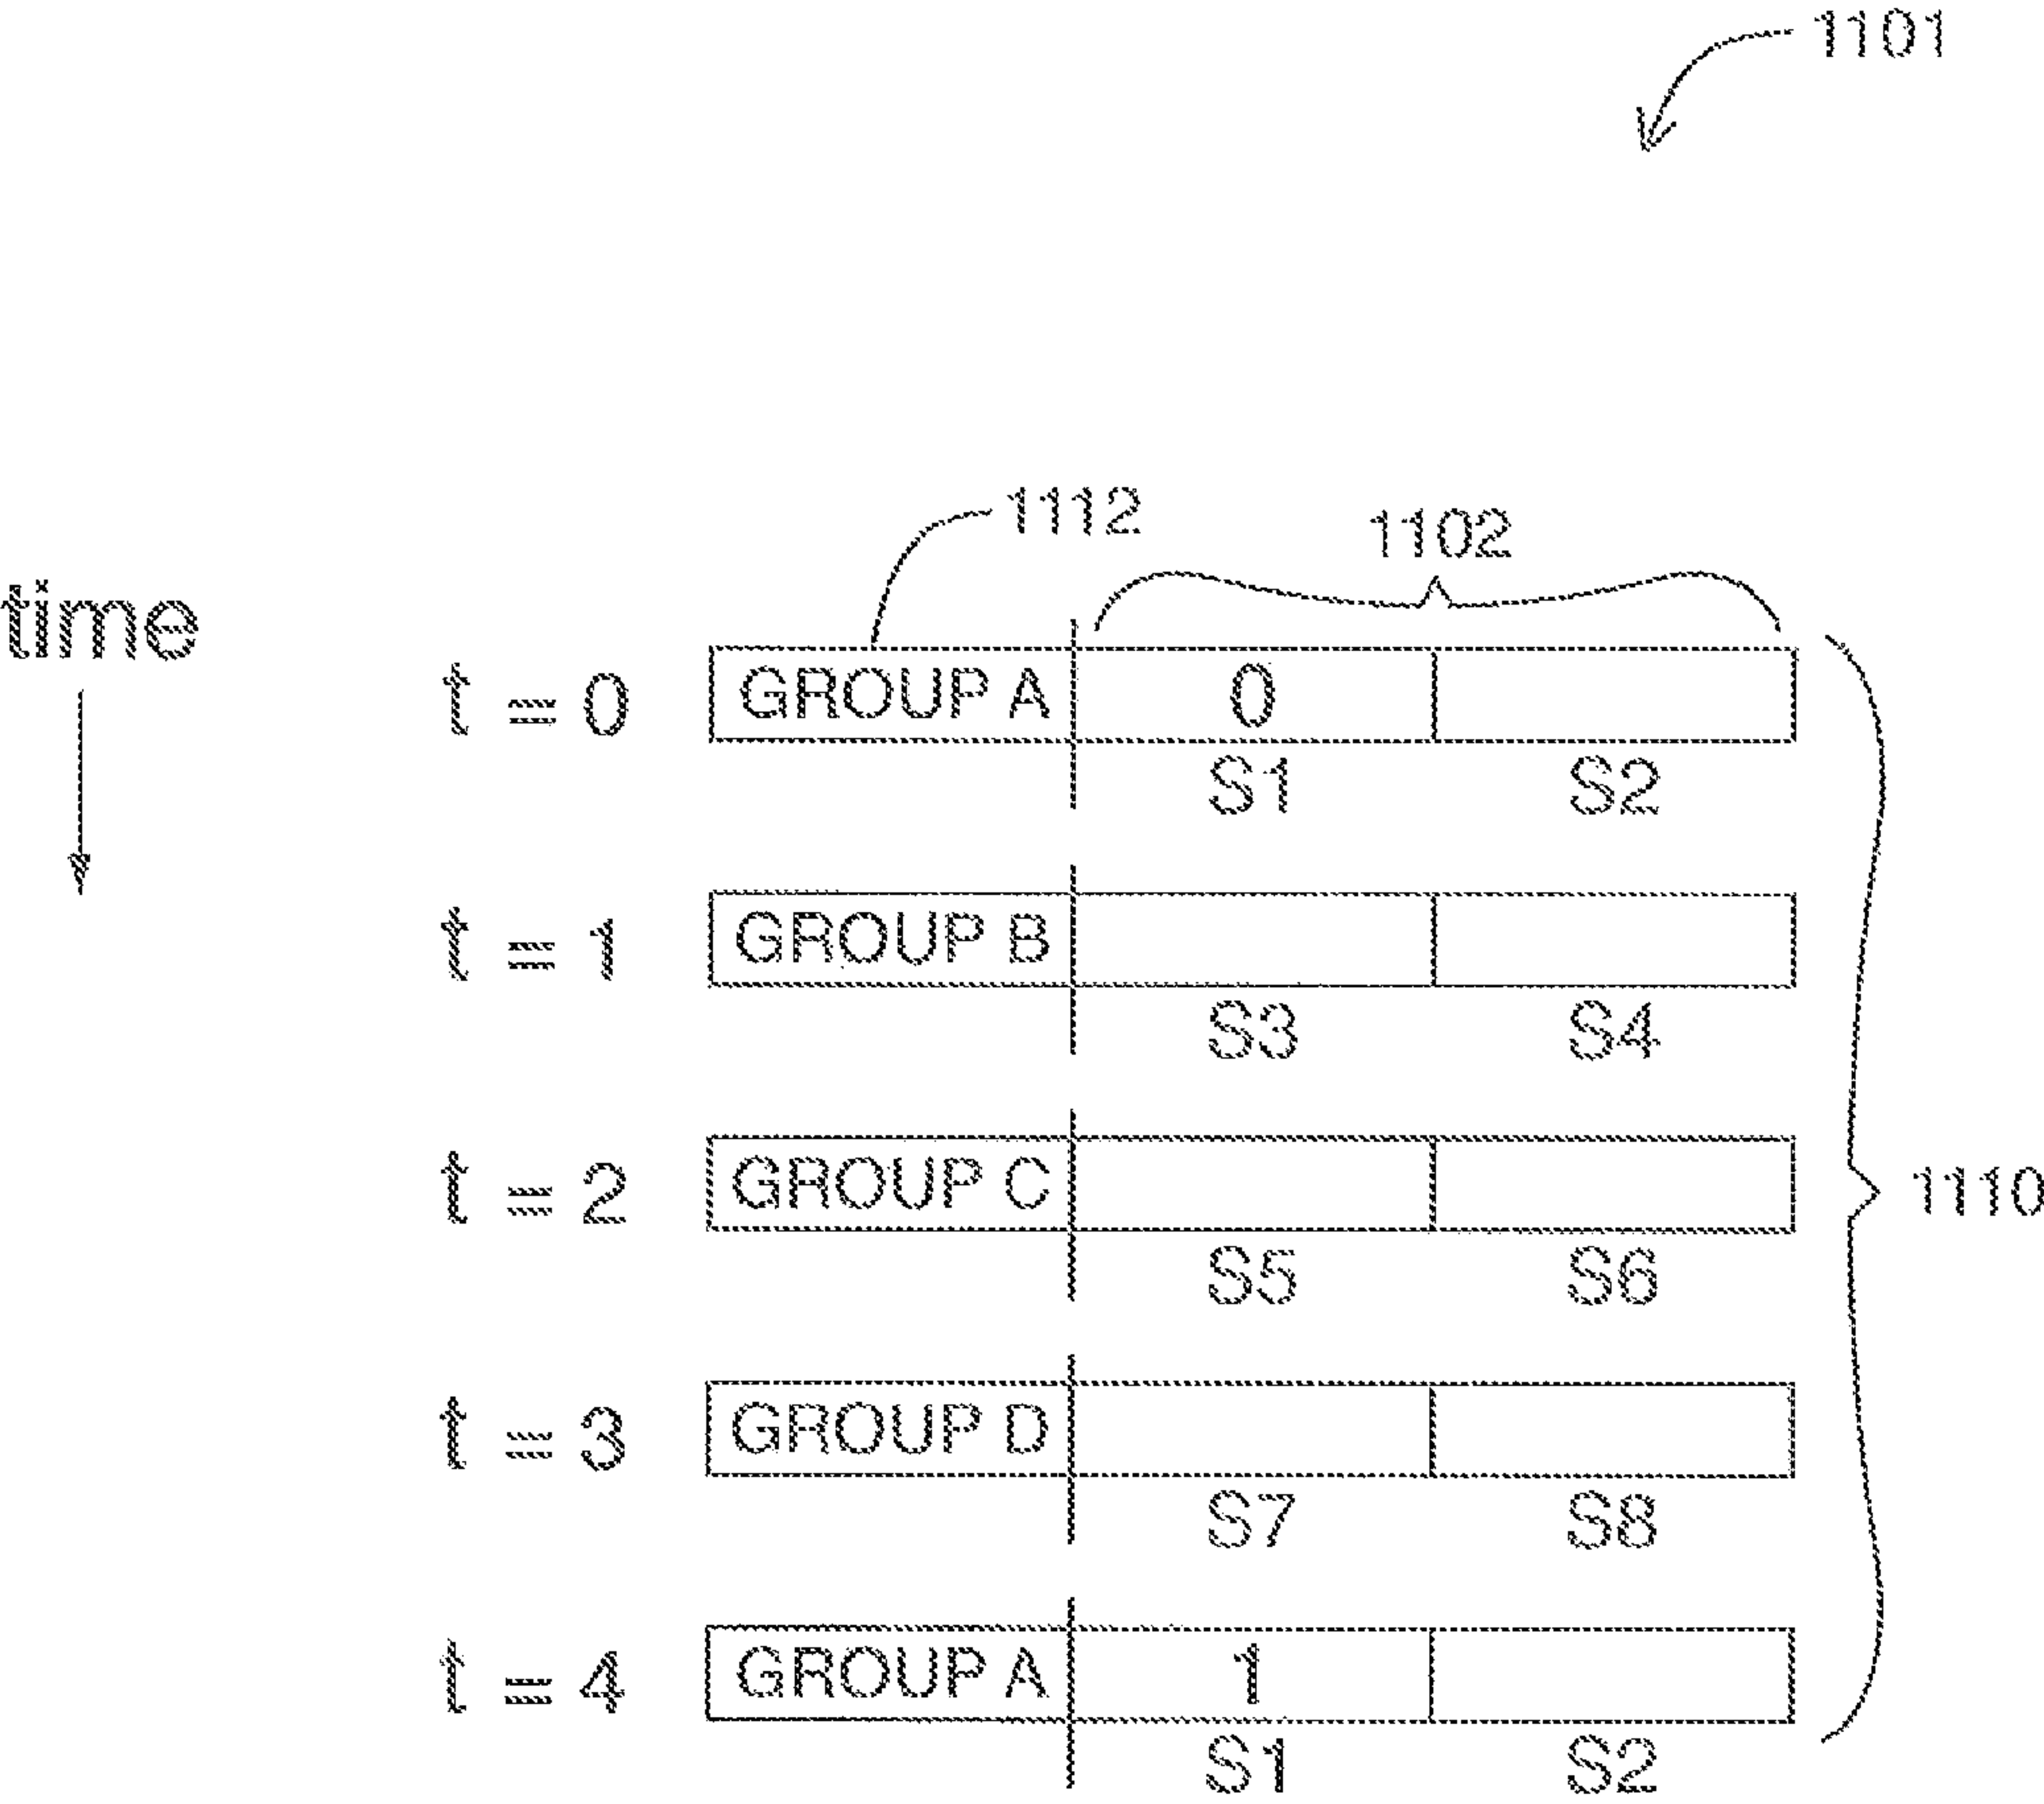 1101
1112
1102
time
t = 0 GROUP A 0
S1 S2
t = 1 GROUP B
S3 S4
t = 2 GROUP C
1110
S5 S6
t = 3 GROUP D
S7 S8
t = 4 GROUP A 1
S1 S2